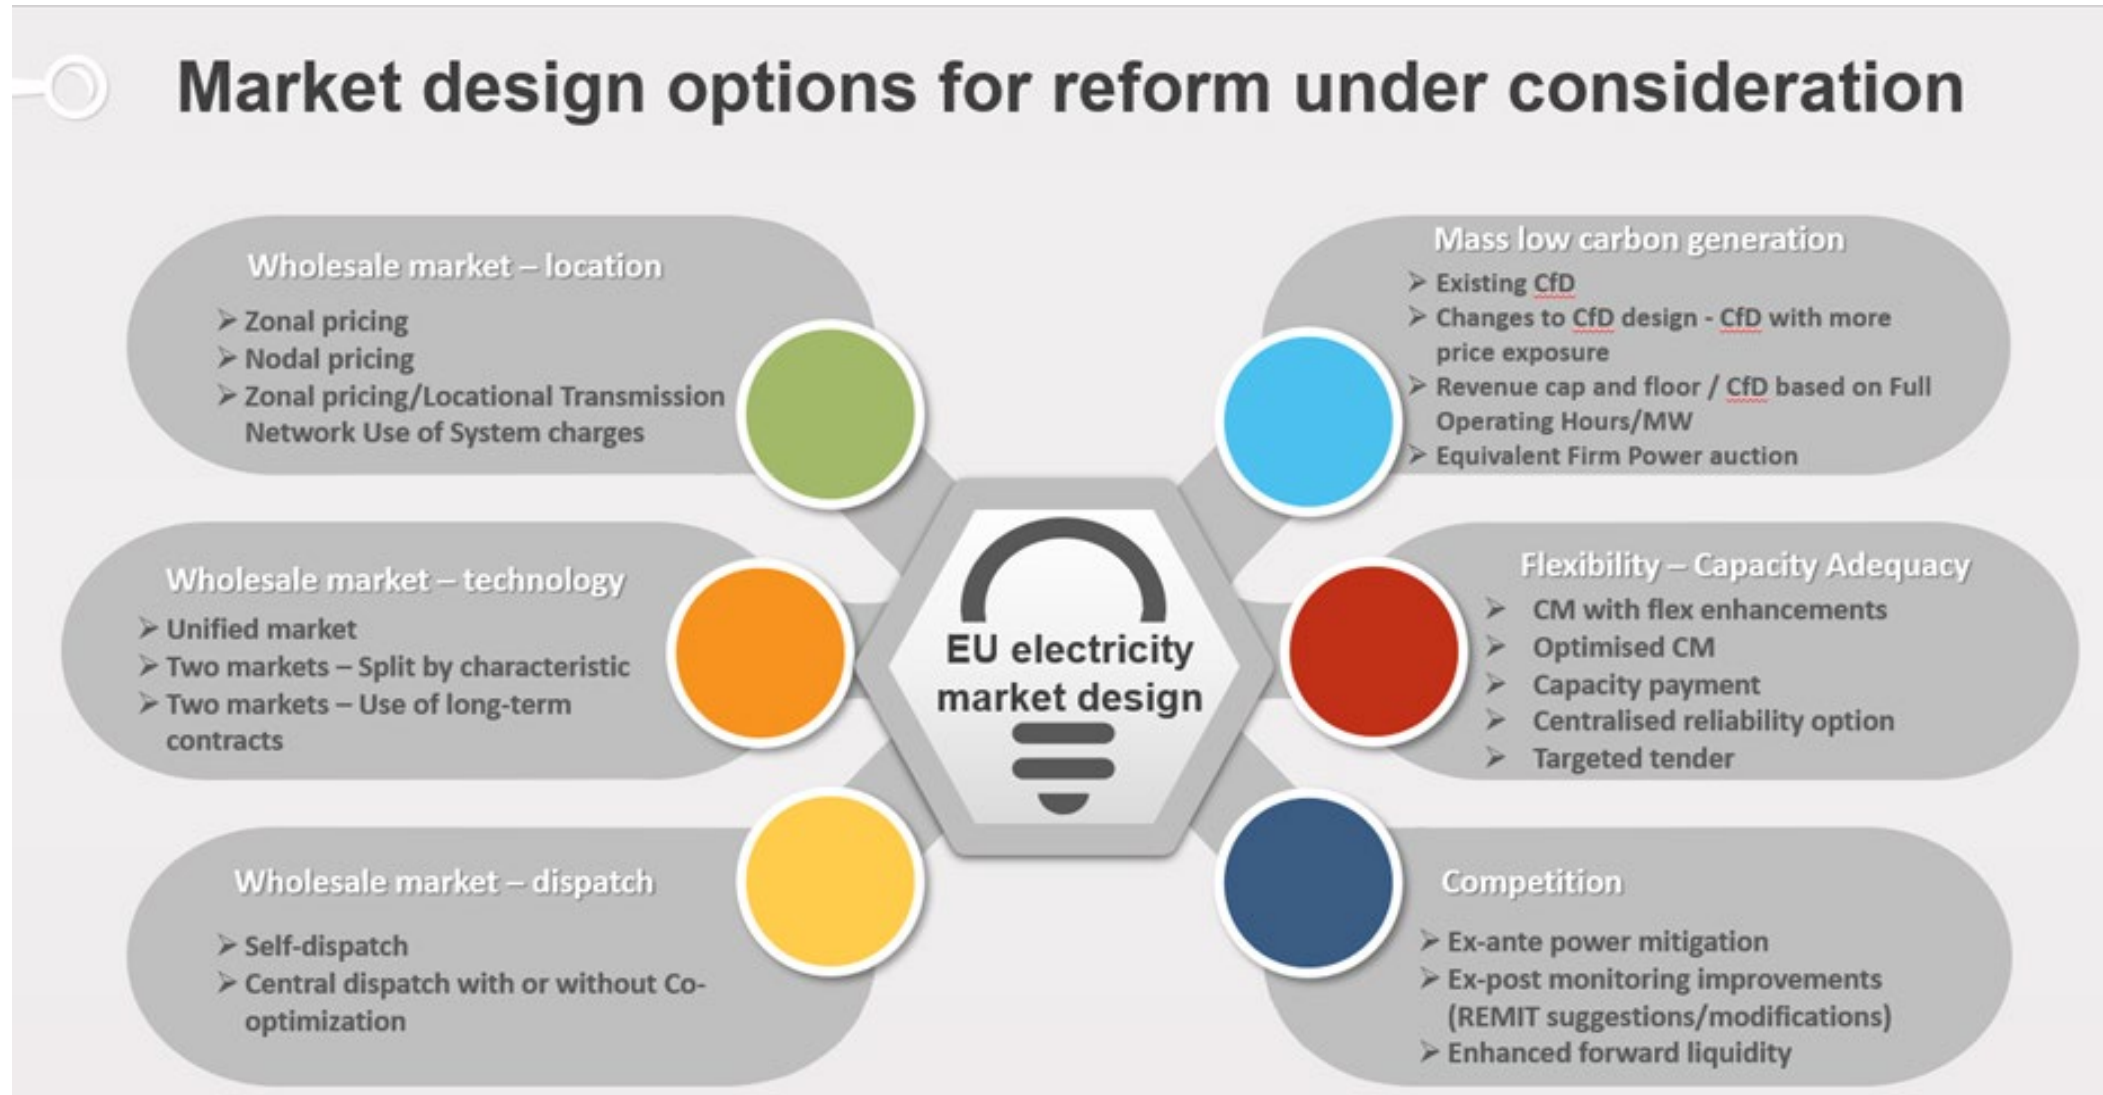 Market design options for reform under consideration
Wholesale market – location
➢ Zonal pricing
➢ Nodal pricing
➢ Zonal pricing/Locational Transmission
Network Use of System charges
Wholesale market – technology
➢ Unified market
➢ Two markets – Split by characteristic
➢ Two markets – Use of long-term
contracts
Wholesale market – dispatch
➢ Self-dispatch
➢ Central dispatch with or without Co-
optimization
EU electricity
market design
Mass low carbon generation
➢ Existing CfD
➢ Changes to CfD design - CfD with more
price exposure
➢ Revenue cap and floor / CfD based on Full
Operating Hours/MW
➢ Equivalent Firm Power auction
Flexibility – Capacity Adequacy
➢ CM with flex enhancements
➢ Optimised CM
➢ Capacity payment
➢ Centralised reliability option
➢ Targeted tender
Competition
➢ Ex-ante power mitigation
➢ Ex-post monitoring improvements
(REMIT suggestions/modifications)
➢ Enhanced forward liquidity